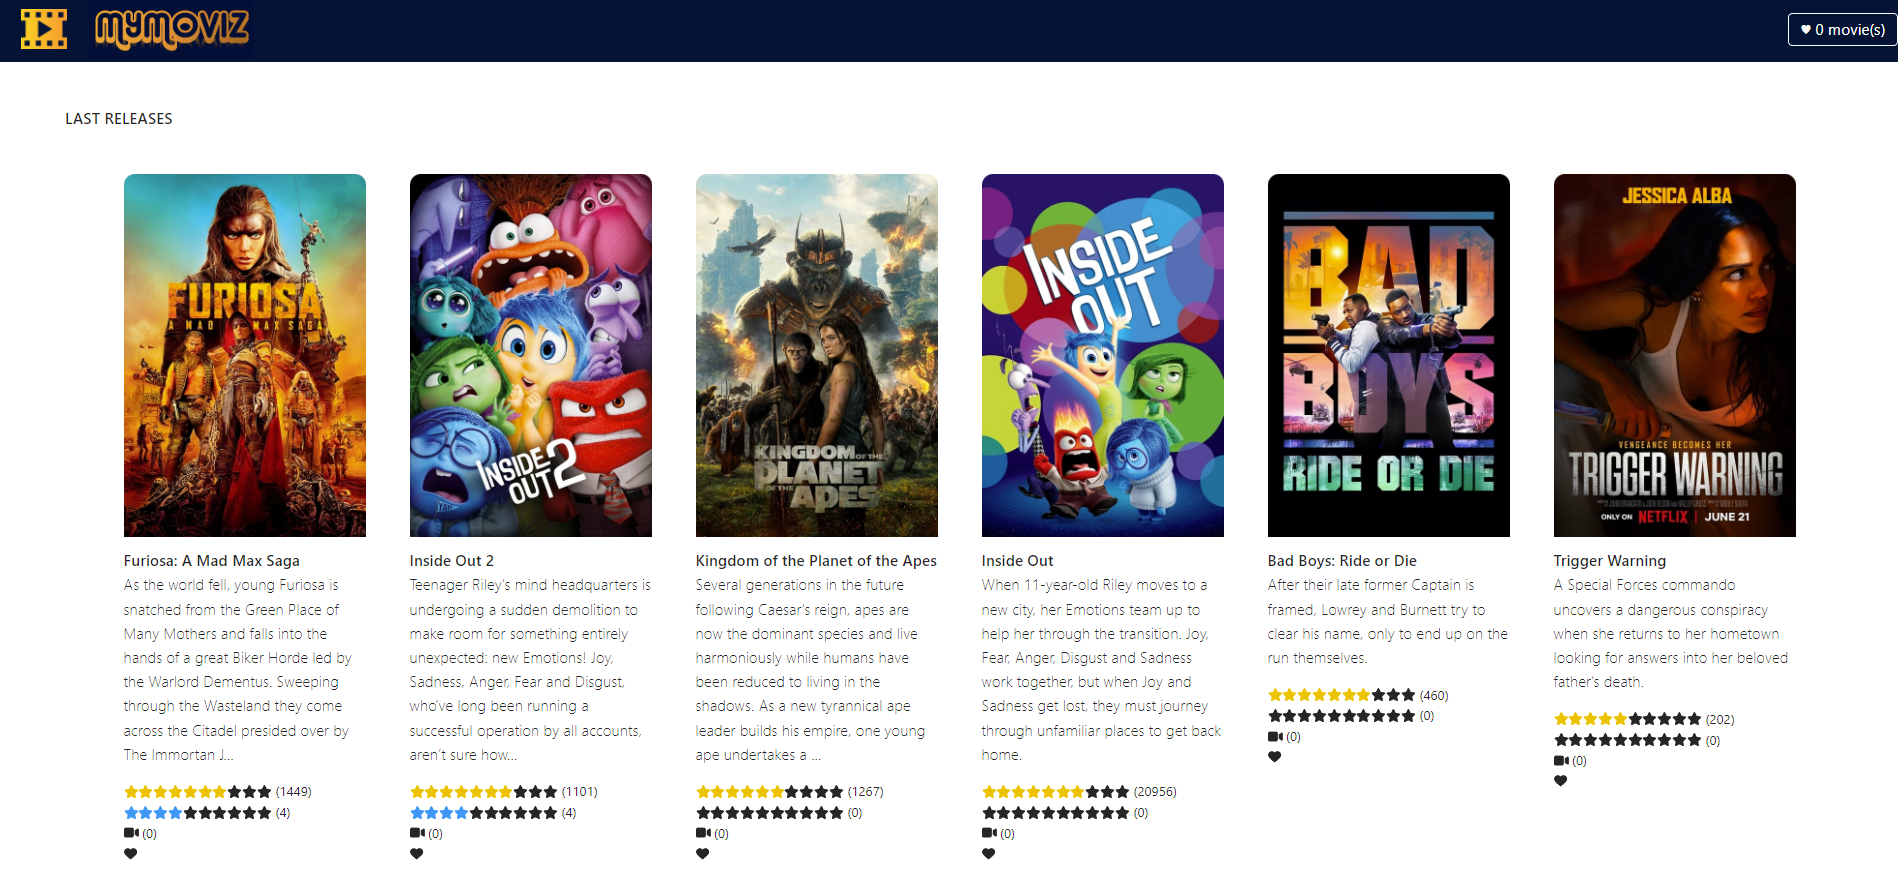 MYMOVIZ
0 movie(s)
LAST RELEASES
FURIOSA
A MAD MAX SAGA
INSIDE
OUT 2
KINGDOM OF THE
PLANET
OF THE
APES
INSIDE
OUT
BAD
BOYS
RIDE OR DIE
JESSICA ALBA
VENGEANCE BECOMES HER
TRIGGER WARNING
ONLY ON NETFLIX | JUNE 21
Furiosa: A Mad Max Saga
As the world fell, young Furiosa is
snatched from the Green Place of
Many Mothers and falls into the
hands of a great Biker Horde led by
the Warlord Dementus. Sweeping
through the Wasteland they come
across the Citadel presided over by
The Immortan J...
(1449)
(4)
(0)
Inside Out 2
Teenager Riley's mind headquarters is
undergoing a sudden demolition to
make room for something entirely
unexpected: new Emotions! Joy,
Sadness, Anger, Fear and Disgust,
who've long been running a
successful operation by all accounts,
aren't sure how...
(1101)
(4)
(0)
Kingdom of the Planet of the Apes
Several generations in the future
following Caesar's reign, apes are
now the dominant species and live
harmoniously while humans have
been reduced to living in the
shadows. As a new tyrannical ape
leader builds his empire, one young
ape undertakes a ...
(1267)
(0)
(0)
Inside Out
When 11-year-old Riley moves to a
new city, her Emotions team up to
help her through the transition. Joy,
Fear, Anger, Disgust and Sadness
work together, but when Joy and
Sadness get lost, they must journey
through unfamiliar places to get back
home.
(20956)
(0)
(0)
Bad Boys: Ride or Die
After their late former Captain is
framed, Lowrey and Burnett try to
clear his name, only to end up on the
run themselves.
(460)
(0)
(0)
Trigger Warning
A Special Forces commando
uncovers a dangerous conspiracy
when she returns to her hometown
looking for answers into her beloved
father's death.
(202)
(0)
(0)